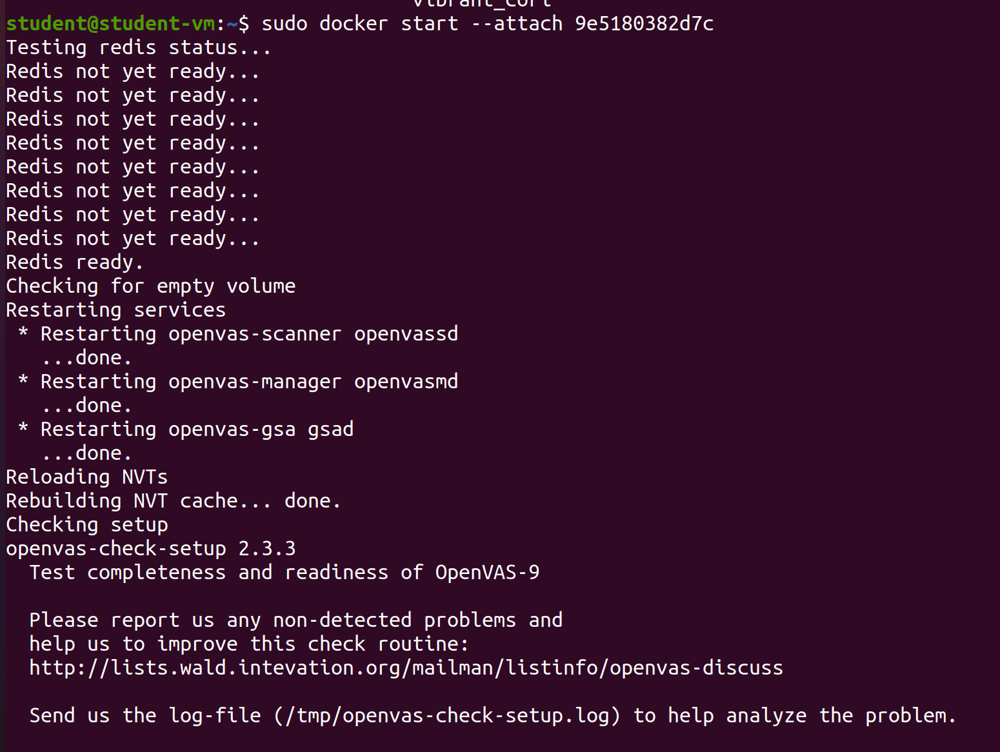 student@student-vm:~$ sudo docker start --attach 9e5180382d7c
Testing redis status...
Redis not yet ready...
Redis not yet ready...
Redis not yet ready...
Redis not yet ready...
Redis not yet ready...
Redis not yet ready...
Redis not yet ready...
Redis not yet ready...
Redis ready.
Checking for empty volume
Restarting services
 * Restarting openvas-scanner openvassd
   ...done.
 * Restarting openvas-manager openvasmd
   ...done.
 * Restarting openvas-gsa gsad
   ...done.
Reloading NVTs
Rebuilding NVT cache... done.
Checking setup
openvas-check-setup 2.3.3
  Test completeness and readiness of OpenVAS-9

  Please report us any non-detected problems and
  help us to improve this check routine:
  http://lists.wald.intevation.org/mailman/listinfo/openvas-discuss

  Send us the log-file (/tmp/openvas-check-setup.log) to help analyze the problem.